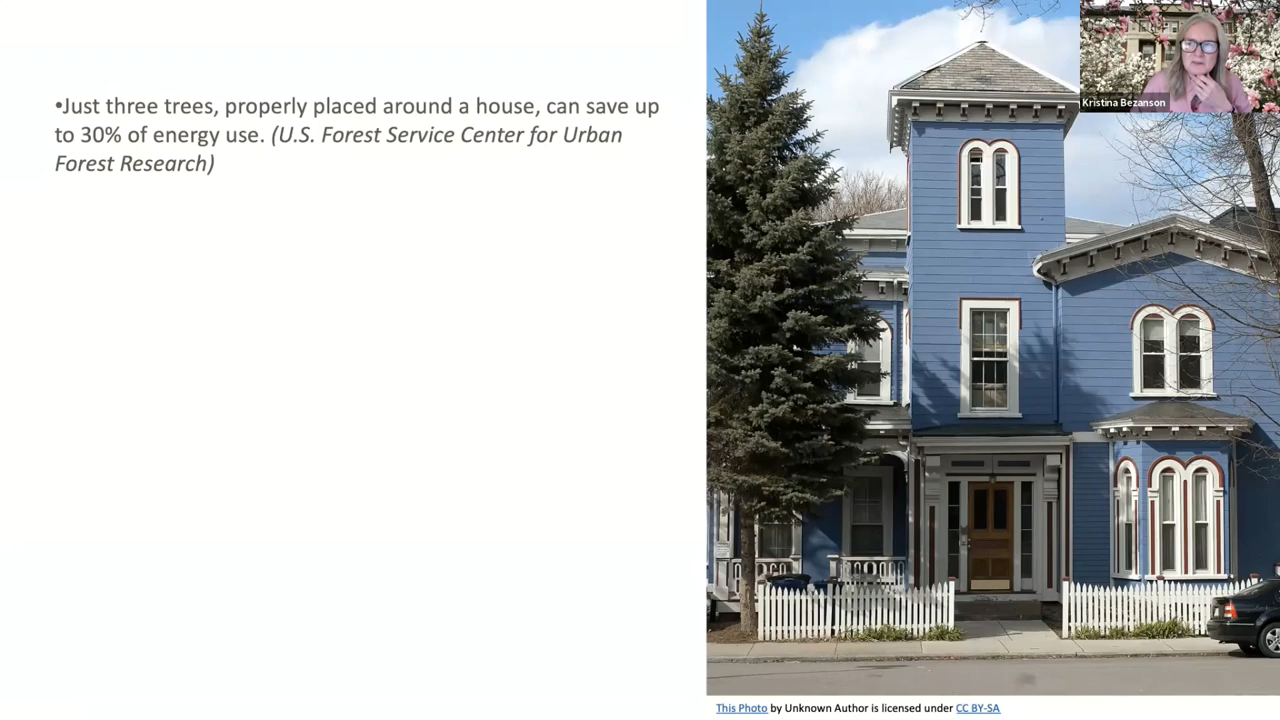 •Just three trees, properly placed around a house, can save up
to 30% of energy use. (U.S. Forest Service Center for Urban
Forest Research)
Kristina Bezanson
This Photo by Unknown Author is licensed under CC BY-SA